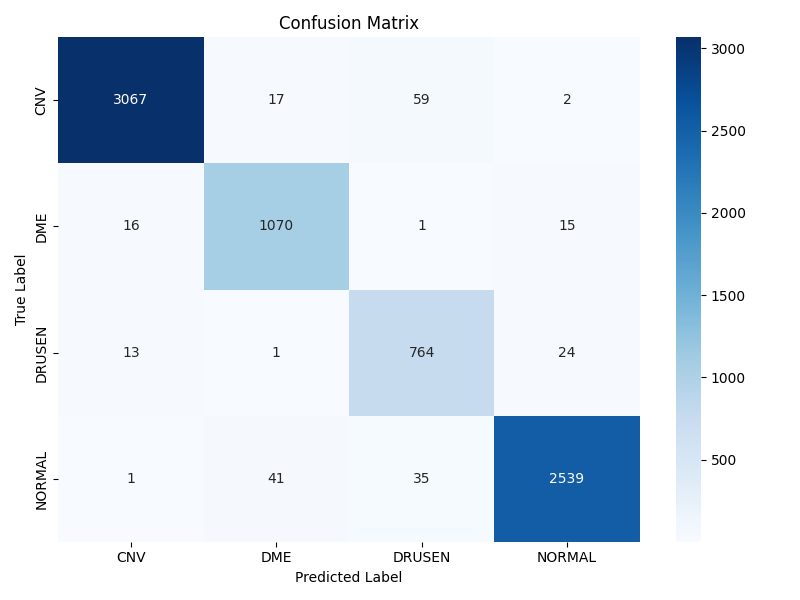 Confusion Matrix
CNV 3067 17 59 2
DME 16 1070 1 15
DRUSEN 13 1 764 24
NORMAL 1 41 35 2539
CNV DME DRUSEN NORMAL
True Label
Predicted Label
3000
2500
2000
1500
1000
500